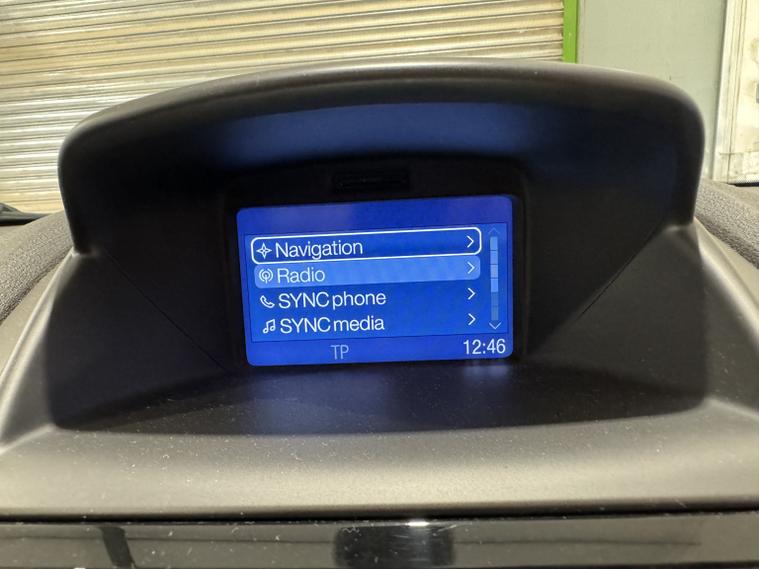 Navigation
Radio
SYNC phone
SYNC media
TP 12:46